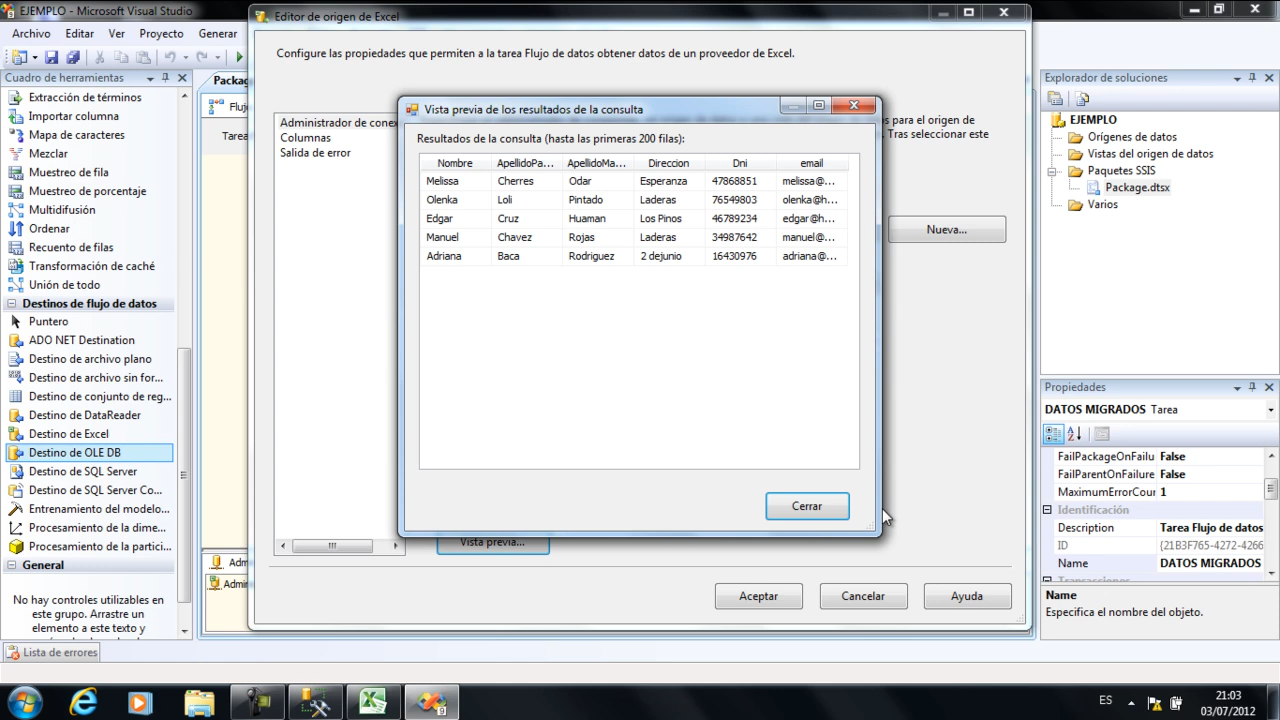 EJEMPLO - Microsoft Visual Studio
Archivo Editar Ver Proyecto Generar
Cuadro de herramientas
Extracción de términos
Importar columna
Mapa de caracteres
Mezclar
Muestreo de fila
Muestreo de porcentaje
Multidifusión
Ordenar
Recuento de filas
Transformación de caché
Unión de todo
Destinos de flujo de datos
Puntero
ADO NET Destination
Destino de archivo plano
Destino de archivo sin for...
Destino de conjunto de reg...
Destino de DataReader
Destino de Excel
Destino de OLE DB
Destino de SQL Server
Destino de SQL Server Co...
Entrenamiento del modelo...
Procesamiento de la dime...
Procesamiento de la partici...
General
No hay controles utilizables en
este grupo. Arrastre un
elemento a este texto y
Lista de errores
Packag
Flujo
Tarea
Adm
Admin
Editor de origen de Excel
Configure las propiedades que permiten a la tarea Flujo de datos obtener datos de un proveedor de Excel.
Administrador de conex
Columnas
Salida de error
s para el origen de
Tras seleccionar este
Nueva...
Vista previa...
Aceptar Cancelar Ayuda
Vista previa de los resultados de la consulta
Resultados de la consulta (hasta las primeras 200 filas):
Nombre ApellidoPa... ApellidoMa... Direccion Dni email
Melissa Cherres Odar Esperanza 47868851 melissa@...
Olenka Loli Pintado Laderas 76549803 olenka@h...
Edgar Cruz Huaman Los Pinos 46789234 edgar@h...
Manuel Chavez Rojas Laderas 34987642 manuel@...
Adriana Baca Rodriguez 2 dejunio 16430976 adriana@...
Cerrar
Explorador de soluciones
EJEMPLO
Orígenes de datos
Vistas del origen de datos
Paquetes SSIS
Package.dtsx
Varios
Propiedades
DATOS MIGRADOS Tarea
FailPackageOnFailu False
FailParentOnFailure False
MaximumErrorCour 1
Identificación
Description Tarea Flujo de datos
ID {21B3F765-4272-4266
Name DATOS MIGRADOS
Name
Especifica el nombre del objeto.
ES
21:03
03/07/2012